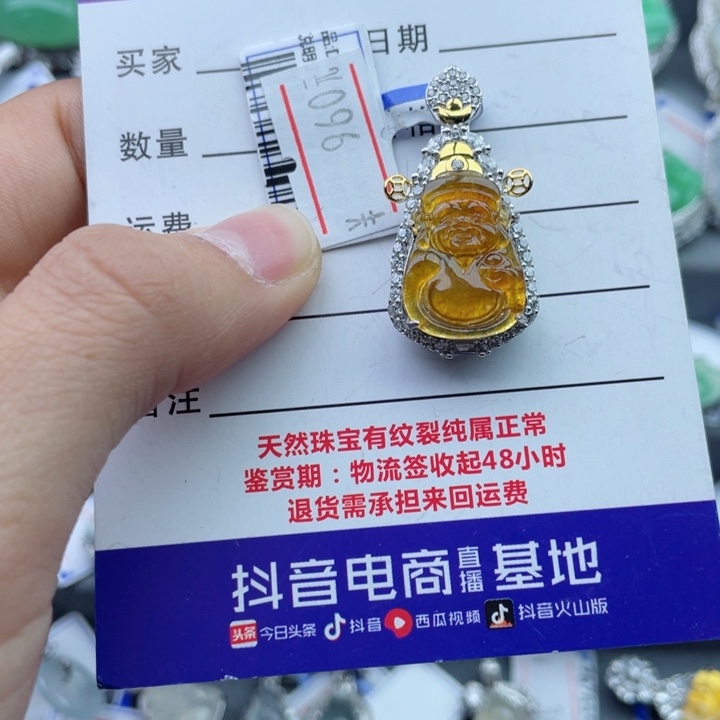 买家
日期
数量
运费
天然珠宝有纹裂纯属正常
鉴赏期：物流签收起48小时
退货需承担来回运费
抖音电商直播基地
头条 今日头条 抖音 西瓜视频 抖音火山版